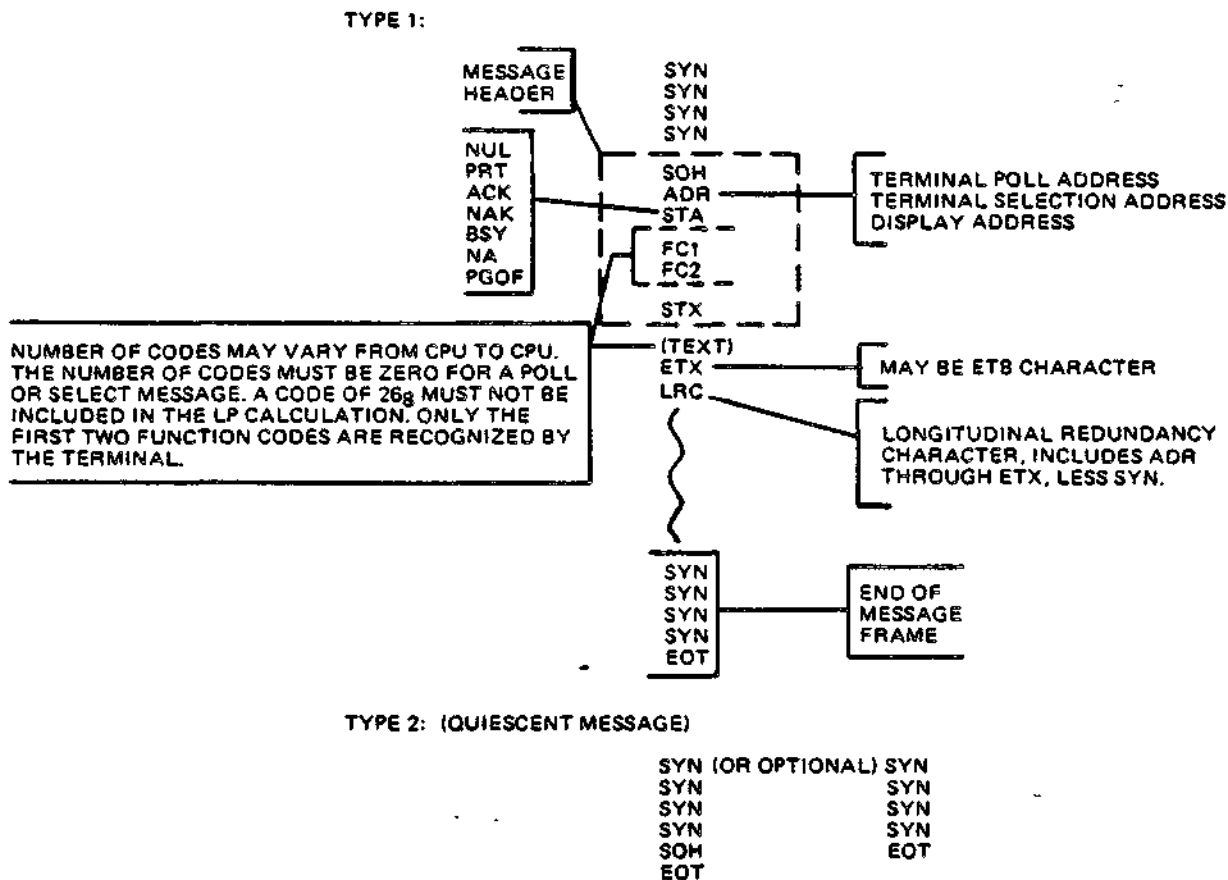 TYPE 1:
MESSAGE
HEADER
SYN
SYN
SYN
SYN
NUL
PRT
ACK
NAK
BSY
NA
PGOF
SOH
ADR
STA
FC1
FC2
STX
TERMINAL POLL ADDRESS
TERMINAL SELECTION ADDRESS
DISPLAY ADDRESS
NUMBER OF CODES MAY VARY FROM CPU TO CPU.
THE NUMBER OF CODES MUST BE ZERO FOR A POLL
OR SELECT MESSAGE. A CODE OF 26₈ MUST NOT BE
INCLUDED IN THE LP CALCULATION. ONLY THE
FIRST TWO FUNCTION CODES ARE RECOGNIZED BY
THE TERMINAL.
(TEXT)
ETX
LRC
MAY BE ETB CHARACTER
LONGITUDINAL REDUNDANCY
CHARACTER, INCLUDES ADR
THROUGH ETX, LESS SYN.
SYN
SYN
SYN
SYN
EOT
END OF
MESSAGE
FRAME
TYPE 2: (QUIESCENT MESSAGE)
SYN (OR OPTIONAL) SYN
SYN SYN
SYN SYN
SYN SYN
SOH EOT
EOT